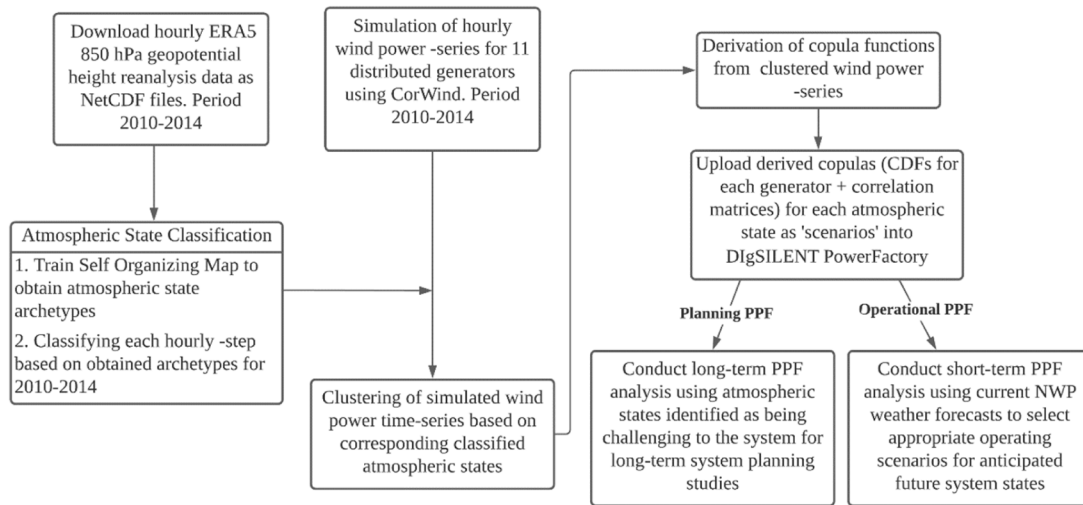 Download hourly ERA5
850 hPa geopotential
height reanalysis data as
NetCDF files. Period
2010-2014
Atmospheric State Classification
1. Train Self Organizing Map to
obtain atmospheric state
archetypes
2. Classifying each hourly -step
based on obtained archetypes for
2010-2014
Simulation of hourly
wind power -series for 11
distributed generators
using CorWind. Period
2010-2014
Clustering of simulated wind
power time-series based on
corresponding classified
atmospheric states
Derivation of copula functions
from clustered wind power
-series
Upload derived copulas (CDFs for
each generator + correlation
matrices) for each atmospheric
state as 'scenarios' into
DIgSILENT PowerFactory
Planning PPF
Operational PPF
Conduct long-term PPF
analysis using atmospheric
states identified as being
challenging to the system for
long-term system planning
studies
Conduct short-term PPF
analysis using current NWP
weather forecasts to select
appropriate operating
scenarios for anticipated
future system states